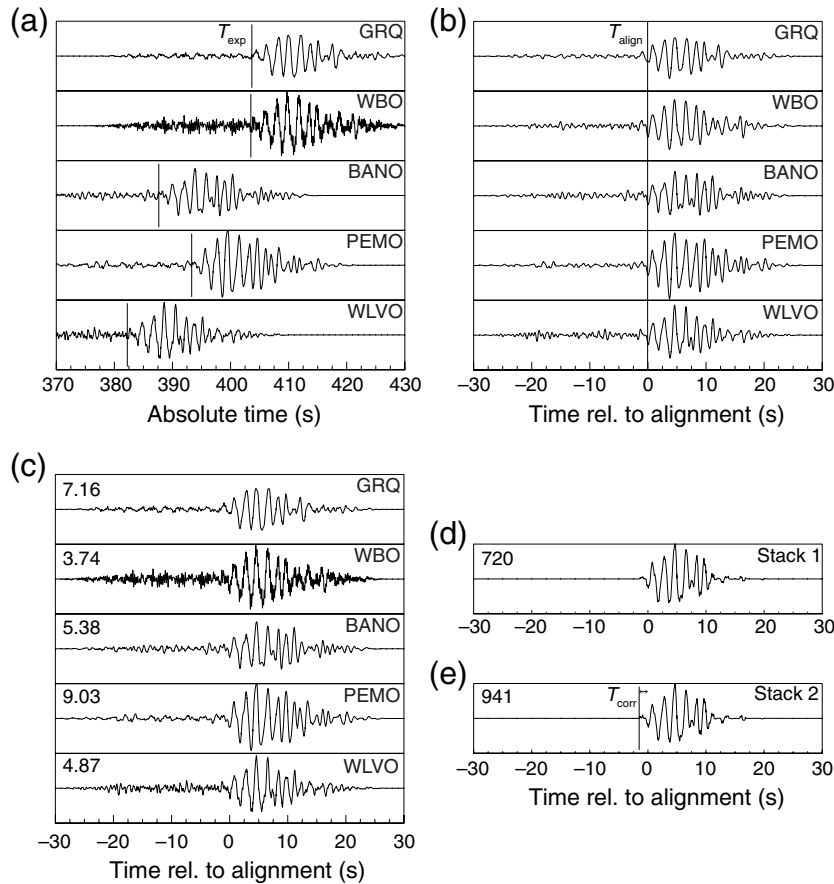 (a)
T_exp
GRQ
WBO
BANO
PEMO
WLVO
370 380 390 400 410 420 430
Absolute time (s)
(b)
T_align
GRQ
WBO
BANO
PEMO
WLVO
−30 −20 −10 0 10 20 30
Time rel. to alignment (s)
(c)
7.16 GRQ
3.74 WBO
5.38 BANO
9.03 PEMO
4.87 WLVO
−30 −20 −10 0 10 20 30
Time rel. to alignment (s)
(d)
720 Stack 1
−30 −20 −10 0 10 20 30
(e)
941 T_corr Stack 2
−30 −20 −10 0 10 20 30
Time rel. to alignment (s)